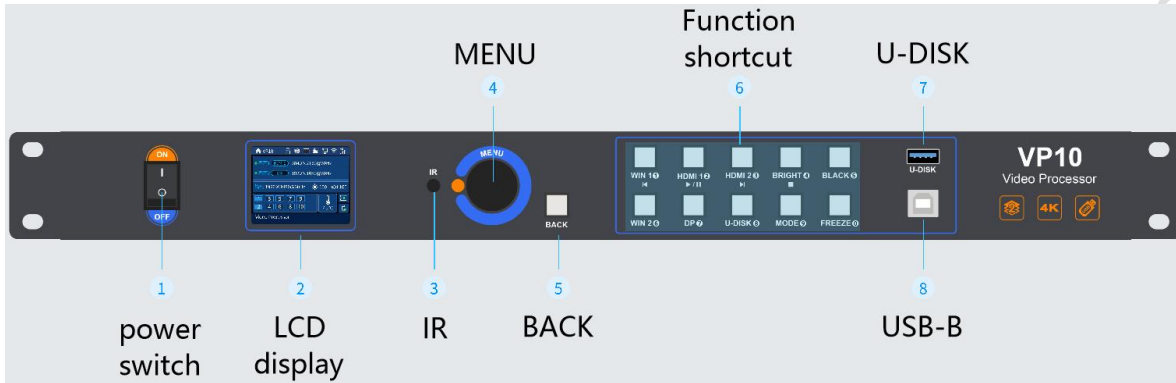 Function
MENU shortcut U-DISK
4 6 7
ON
OFF
IR
MENU
BACK
WIN 1 HDMI 1 HDMI 2 BRIGHT BLACK
WIN 2 DP U-DISK MODE FREEZE
U-DISK
VP10
Video Processor
4K
1 2 3 5 8
power LCD IR BACK USB-B
switch display